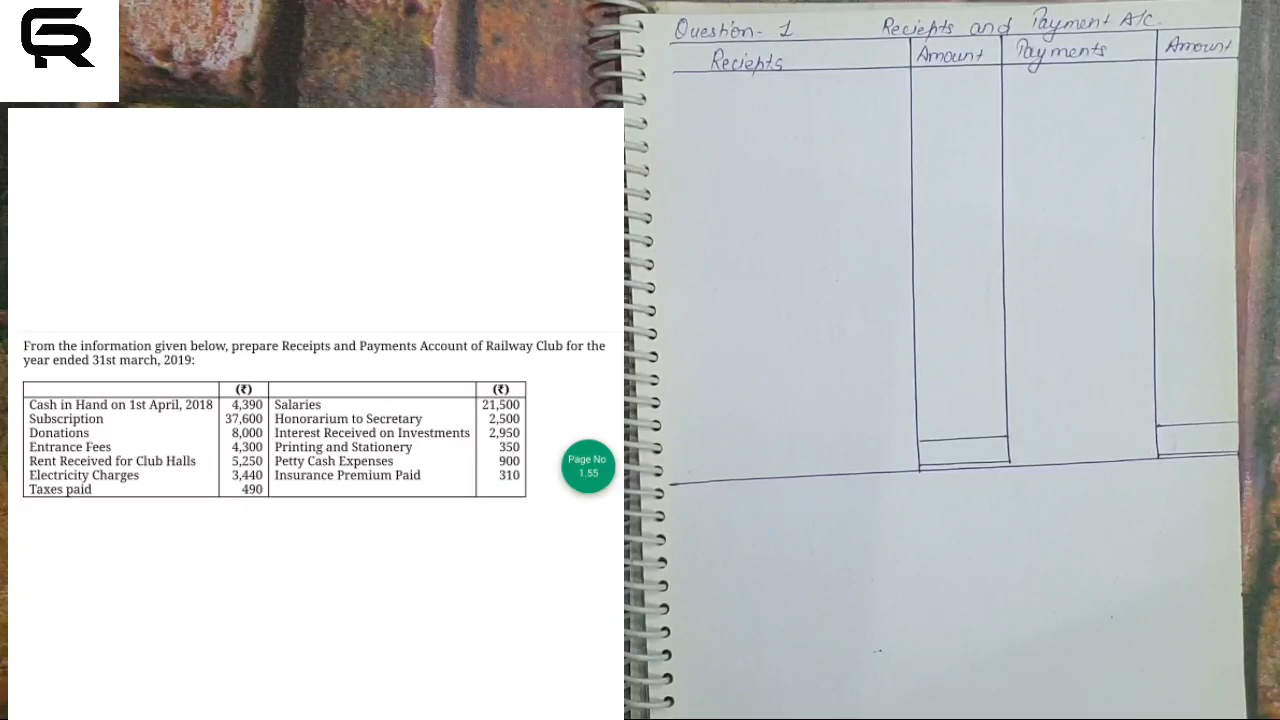 GR
Question- 1 Reciepts and Payment A/c.
Reciepts Amount Payments Amount
From the information given below, prepare Receipts and Payments Account of Railway Club for the
year ended 31st march, 2019:
(₹) (₹)
Cash in Hand on 1st April, 2018 4,390 Salaries 21,500
Subscription 37,600 Honorarium to Secretary 2,500
Donations 8,000 Interest Received on Investments 2,950
Entrance Fees 4,300 Printing and Stationery 350
Rent Received for Club Halls 5,250 Petty Cash Expenses 900
Electricity Charges 3,440 Insurance Premium Paid 310
Taxes paid 490
Page No
1.55